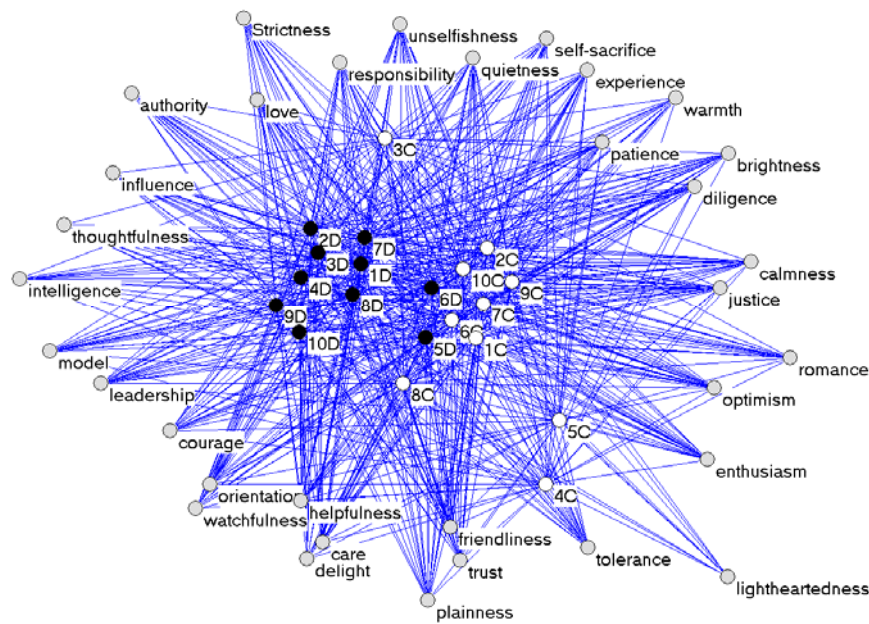 Strictness
unselfishness
self-sacrifice
responsibility
quietness
experience
authority
love
warmth
3C
patience
brightness
influence
diligence
thoughtfulness
2D
7D
2C
3D
1D
10C
calmness
intelligence
4D
8D
6D
9C
justice
9D
7C
6C
10D
5D
1C
model
romance
leadership
8C
optimism
courage
5C
enthusiasm
orientation
4C
watchfulness
helpfulness
friendliness
care
tolerance
delight
trust
lightheartedness
plainness